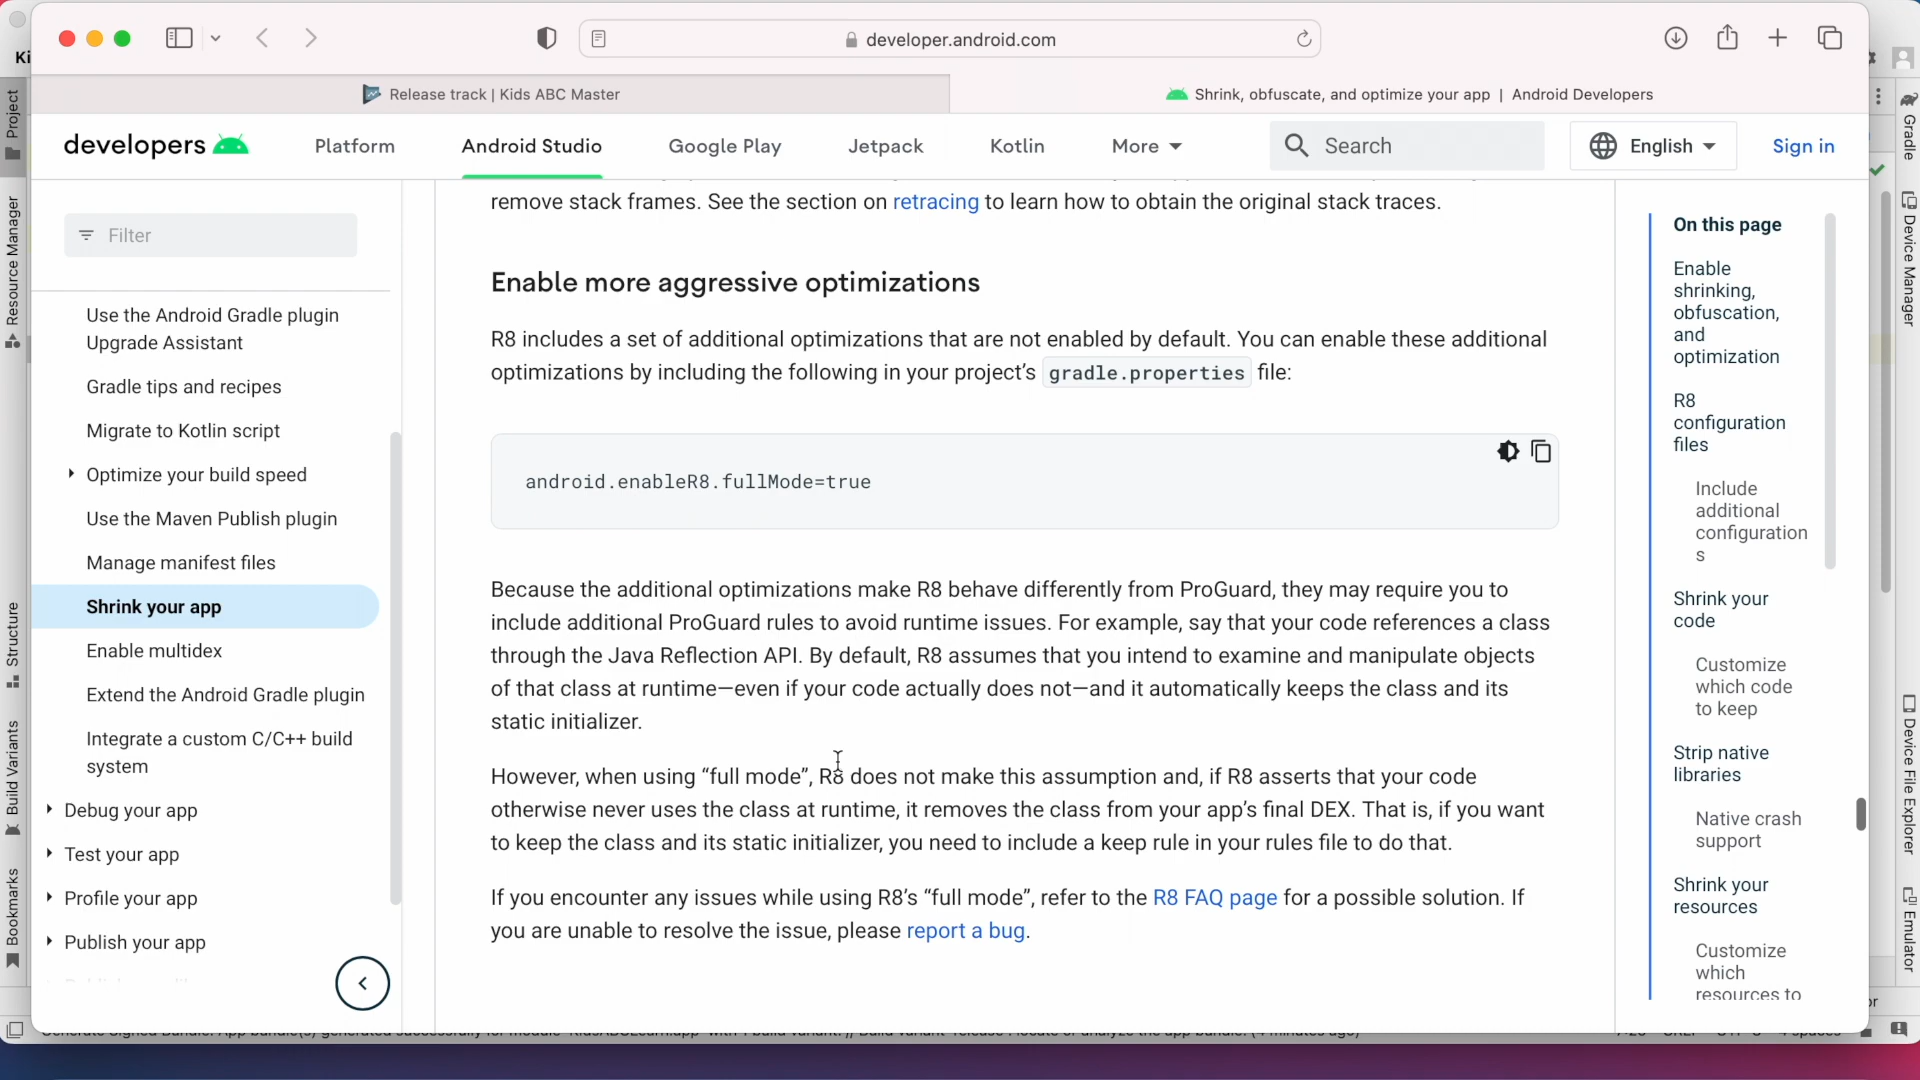 Ki
developer.android.com
Release track | Kids ABC Master
Shrink, obfuscate, and optimize your app | Android Developers
developers
Platform
Android Studio
Google Play
Jetpack
Kotlin
More
Search
English
Sign in
Filter
Use the Android Gradle plugin
Upgrade Assistant
Gradle tips and recipes
Migrate to Kotlin script
Optimize your build speed
Use the Maven Publish plugin
Manage manifest files
Shrink your app
Enable multidex
Extend the Android Gradle plugin
Integrate a custom C/C++ build
system
Debug your app
Test your app
Profile your app
Publish your app
remove stack frames. See the section on retracing to learn how to obtain the original stack traces.
Enable more aggressive optimizations
R8 includes a set of additional optimizations that are not enabled by default. You can enable these additional
optimizations by including the following in your project’s gradle.properties file:
android.enableR8.fullMode=true
Because the additional optimizations make R8 behave differently from ProGuard, they may require you to
include additional ProGuard rules to avoid runtime issues. For example, say that your code references a class
through the Java Reflection API. By default, R8 assumes that you intend to examine and manipulate objects
of that class at runtime—even if your code actually does not—and it automatically keeps the class and its
static initializer.
However, when using “full mode”, R8 does not make this assumption and, if R8 asserts that your code
otherwise never uses the class at runtime, it removes the class from your app’s final DEX. That is, if you want
to keep the class and its static initializer, you need to include a keep rule in your rules file to do that.
If you encounter any issues while using R8’s “full mode”, refer to the R8 FAQ page for a possible solution. If
you are unable to resolve the issue, please report a bug.
On this page
Enable
shrinking,
obfuscation,
and
optimization
R8
configuration
files
Include
additional
configuration
s
Shrink your
code
Customize
which code
to keep
Strip native
libraries
Native crash
support
Shrink your
resources
Customize
which
resources to
Project
Resource Manager
Structure
Build Variants
Bookmarks
Gradle
Device Manager
Device File Explorer
Emulator
or